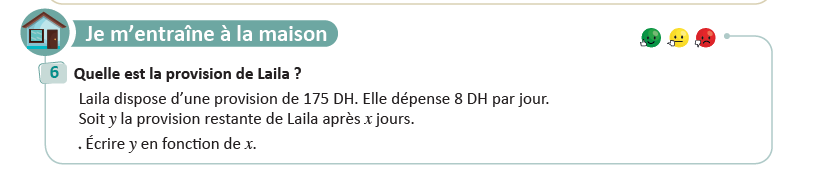 Je m'entraîne à la maison
6 Quelle est la provision de Laila ?
Laila dispose d'une provision de 175 DH. Elle dépense 8 DH par jour.
Soit y la provision restante de Laila après x jours.
. Écrire y en fonction de x.